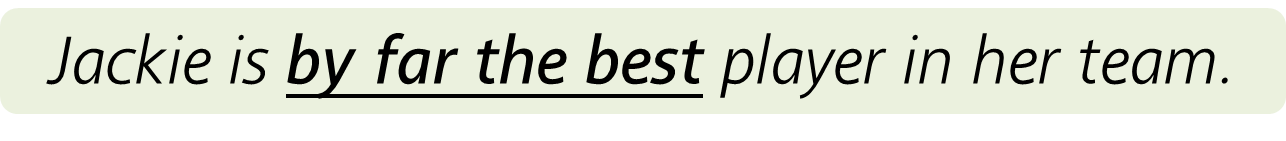 Jackie is by far the best player in her team.